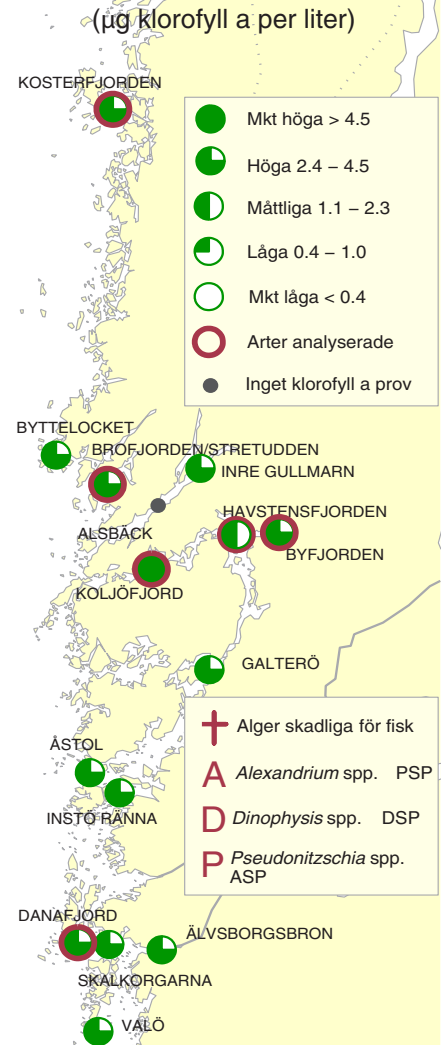 (µg klorofyll a per liter)
KOSTERFJORDEN
Mkt höga > 4.5
Höga 2.4 – 4.5
Måttliga 1.1 – 2.3
Låga 0.4 – 1.0
Mkt låga < 0.4
Arter analyserade
Inget klorofyll a prov
BYTTELOCKET
BROFJORDEN/STRETUDDEN
INRE GULLMARN
HAVSTENSFJORDEN
ALSBÄCK
BYFJORDEN
KOLJÖFJORD
GALTERÖ
Alger skadliga för fisk
ÅSTOL
A Alexandrium spp. PSP
INSTÖ RÄNNA
D Dinophysis spp. DSP
P Pseudonitzschia spp.
ASP
DANAFJORD
ÄLVSBORGSBRON
SKALKORGARNA
VALÖ